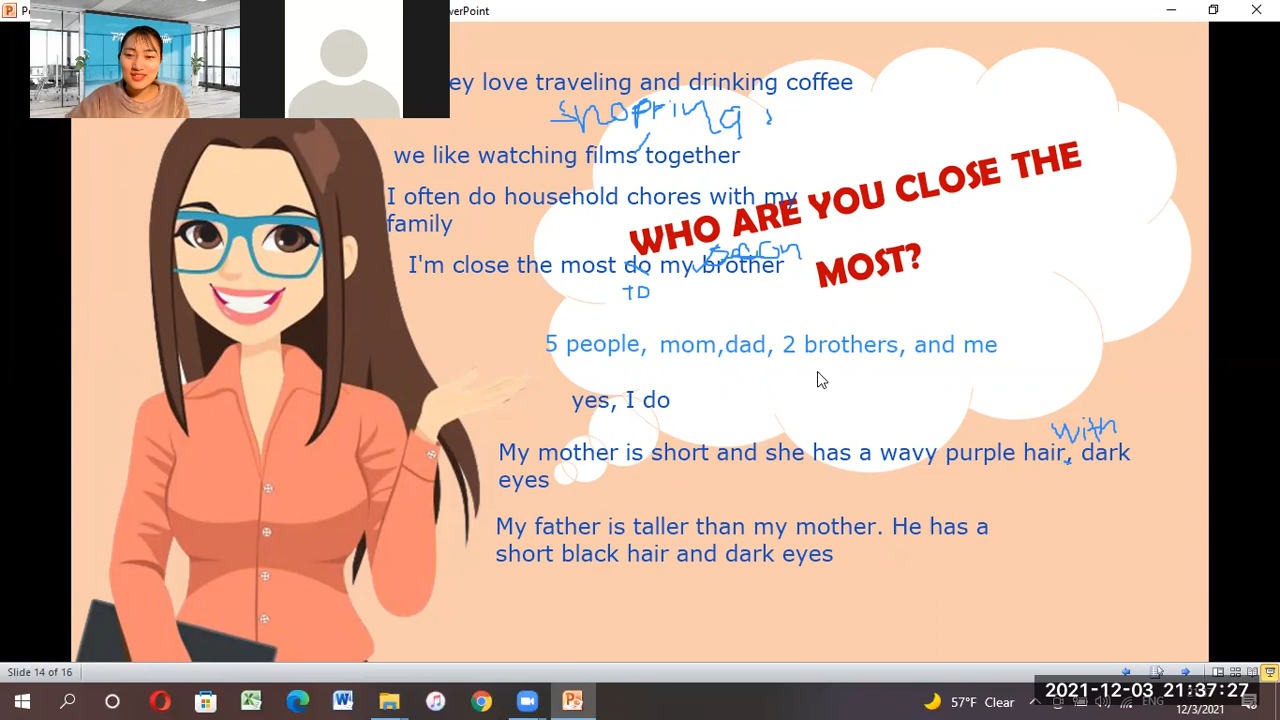 werPoint
ey love traveling and drinking coffee
shopping
we like watching films together
I often do household chores with my
family
WHO ARE YOU CLOSE THE
MOST?
I'm close the most do my brother
TO
5 people, mom,dad, 2 brothers, and me
yes, I do
with
My mother is short and she has a wavy purple hair, dark
eyes
My father is taller than my mother. He has a
short black hair and dark eyes
Slide 14 of 16
57°F Clear
ENG
2021-12-03 21:37:27
12/3/2021